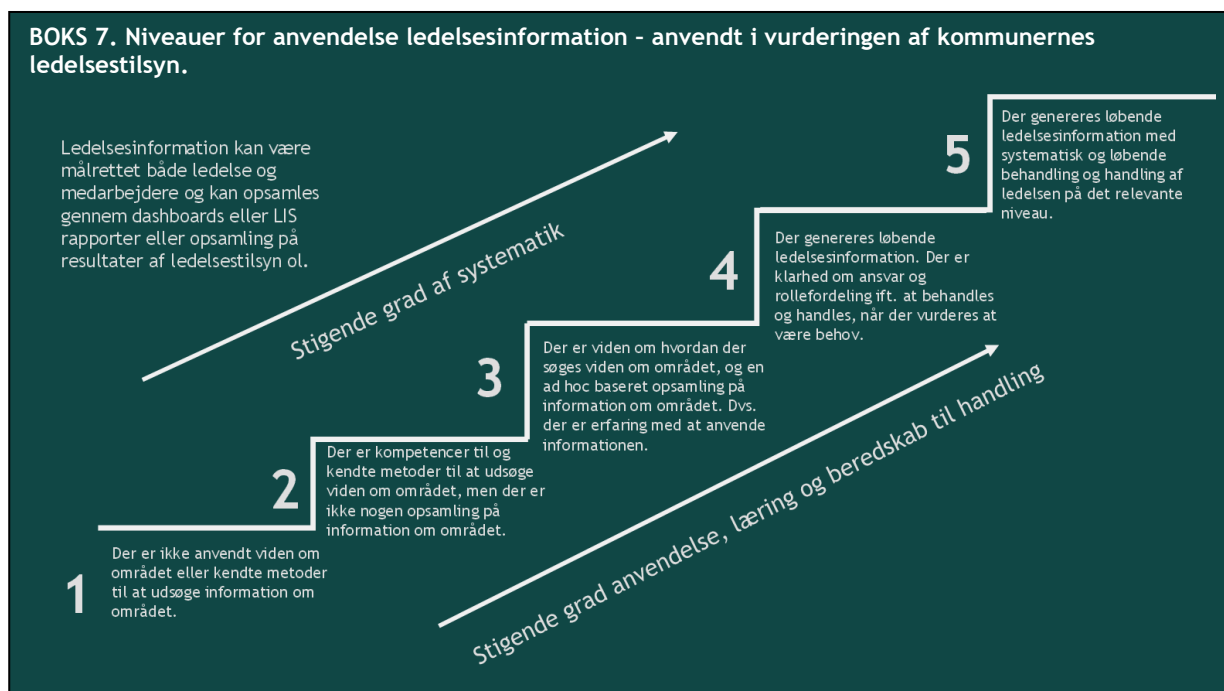 BOKS 7. Niveauer for anvendelse ledelsesinformation – anvendt i vurderingen af kommunernes
ledelsestilsyn.
Ledelsesinformation kan være
målrettet både ledelse og
medarbejdere og kan opsamles
gennem dashboards eller LIS
rapporter eller opsamling på
resultater af ledelsestilsyn ol.
Stigende grad af systematik
1
Der er ikke anvendt viden om
området eller kendte metoder
til at udsøge information om
området.
2
Der er kompetencer til og
kendte metoder til at udsøge
viden om området, men der er
ikke nogen opsamling på
information om området.
3
Der er viden om hvordan der
søges viden om området, og en
ad hoc baseret opsamling på
information om området. Dvs.
der er erfaring med at anvende
informationen.
4
Der genereres løbende
ledelsesinformation. Der er
klarhed om ansvar og
rollefordeling ift. at behandles
og handles, når der vurderes at
være behov.
5
Der genereres løbende
ledelsesinformation med
systematisk og løbende
behandling og handling af
ledelsen på det relevante
niveau.
Stigende grad anvendelse, læring og beredskab til handling